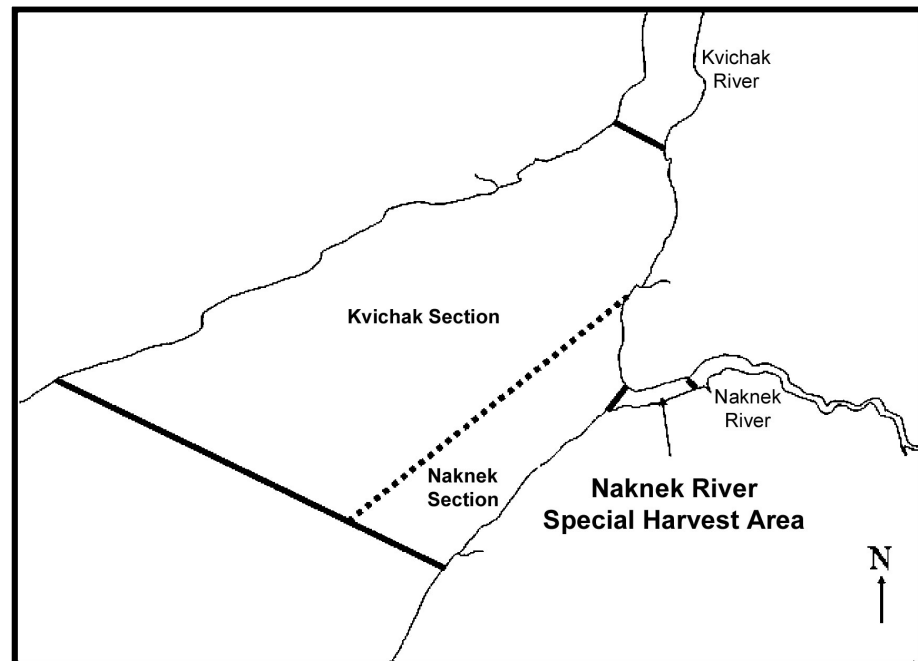 Kvichak
River
Kvichak Section
Naknek
River
Naknek
Section
Naknek River
Special Harvest Area
N